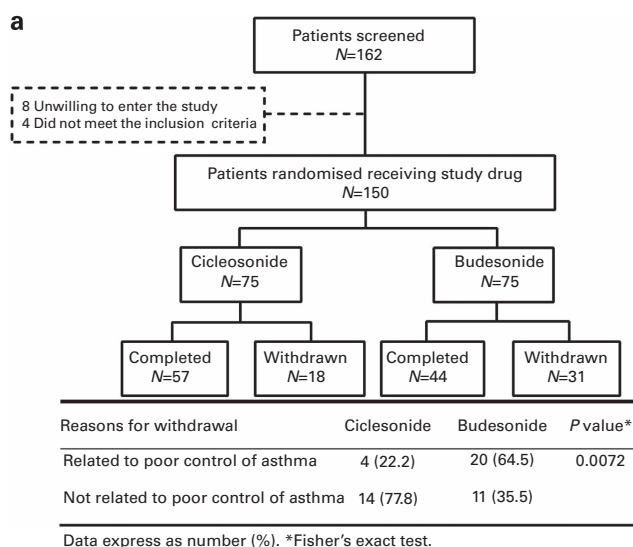 a
Patients screened
N=162
8 Unwilling to enter the study
4 Did not meet the inclusion criteria
Patients randomised receiving study drug
N=150
Cicleosonide
N=75
Budesonide
N=75
Completed
N=57
Withdrawn
N=18
Completed
N=44
Withdrawn
N=31
Reasons for withdrawal Ciclesonide Budesonide P value*
Related to poor control of asthma 4 (22.2) 20 (64.5) 0.0072
Not related to poor control of asthma 14 (77.8) 11 (35.5)
Data express as number (%). *Fisher's exact test.